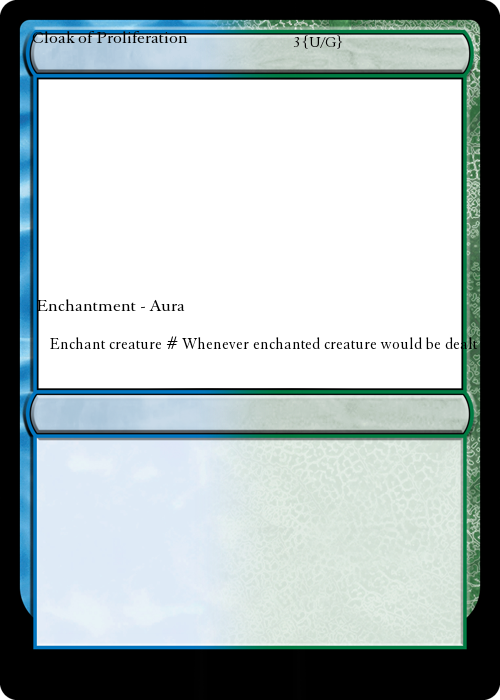 Cloak of Proliferation
3{U/G}
Enchantment - Aura
Enchant creature # Whenever enchanted creature would be dealt